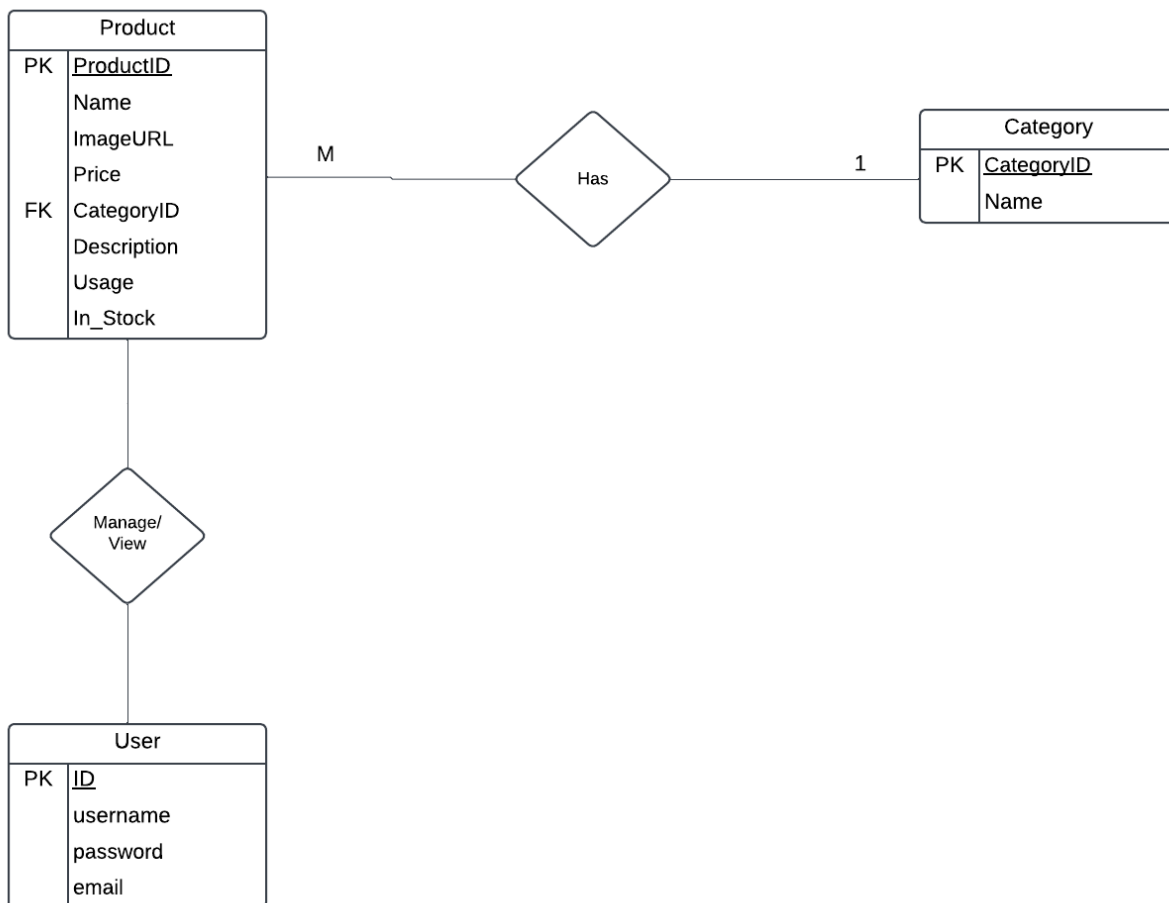 Product
PK ProductID
Name
ImageURL
Price
FK CategoryID
Description
Usage
In_Stock
M
Has
1
Category
PK CategoryID
Name
Manage/
View
User
PK ID
username
password
email